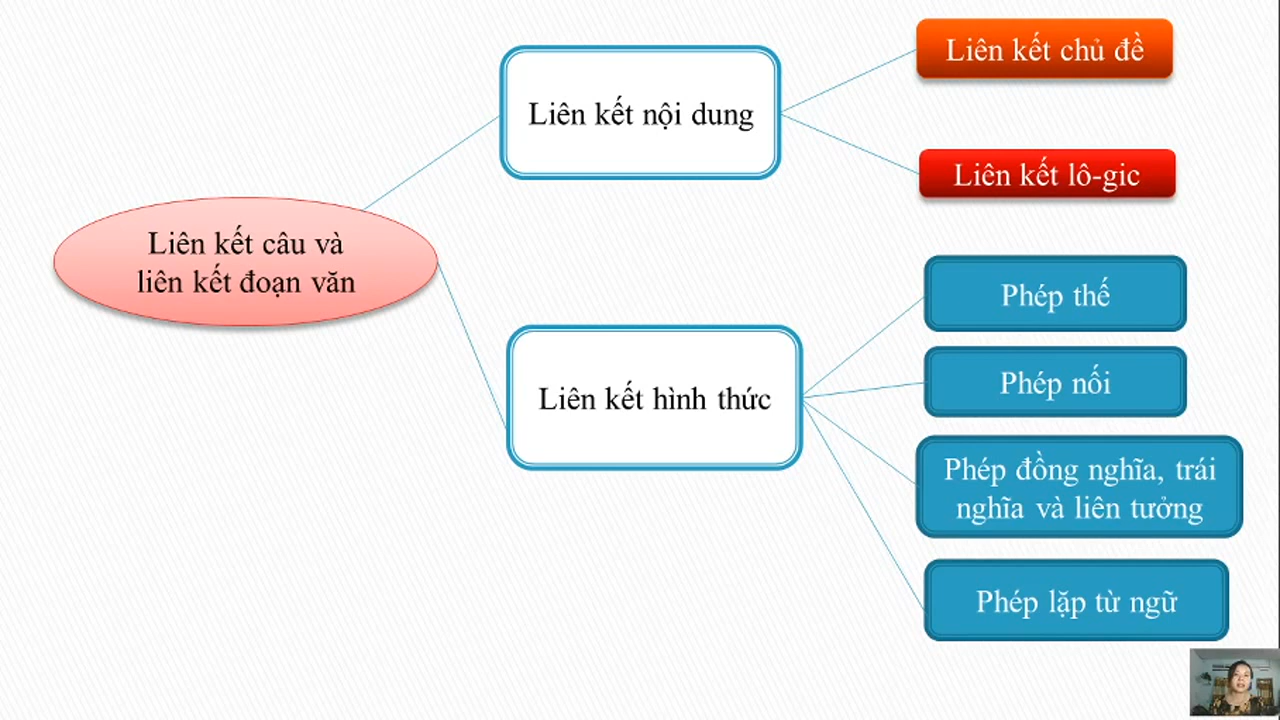 Liên kết câu và
liên kết đoạn văn
Liên kết nội dung
Liên kết chủ đề
Liên kết lô-gic
Liên kết hình thức
Phép thế
Phép nối
Phép đồng nghĩa, trái
nghĩa và liên tưởng
Phép lặp từ ngữ